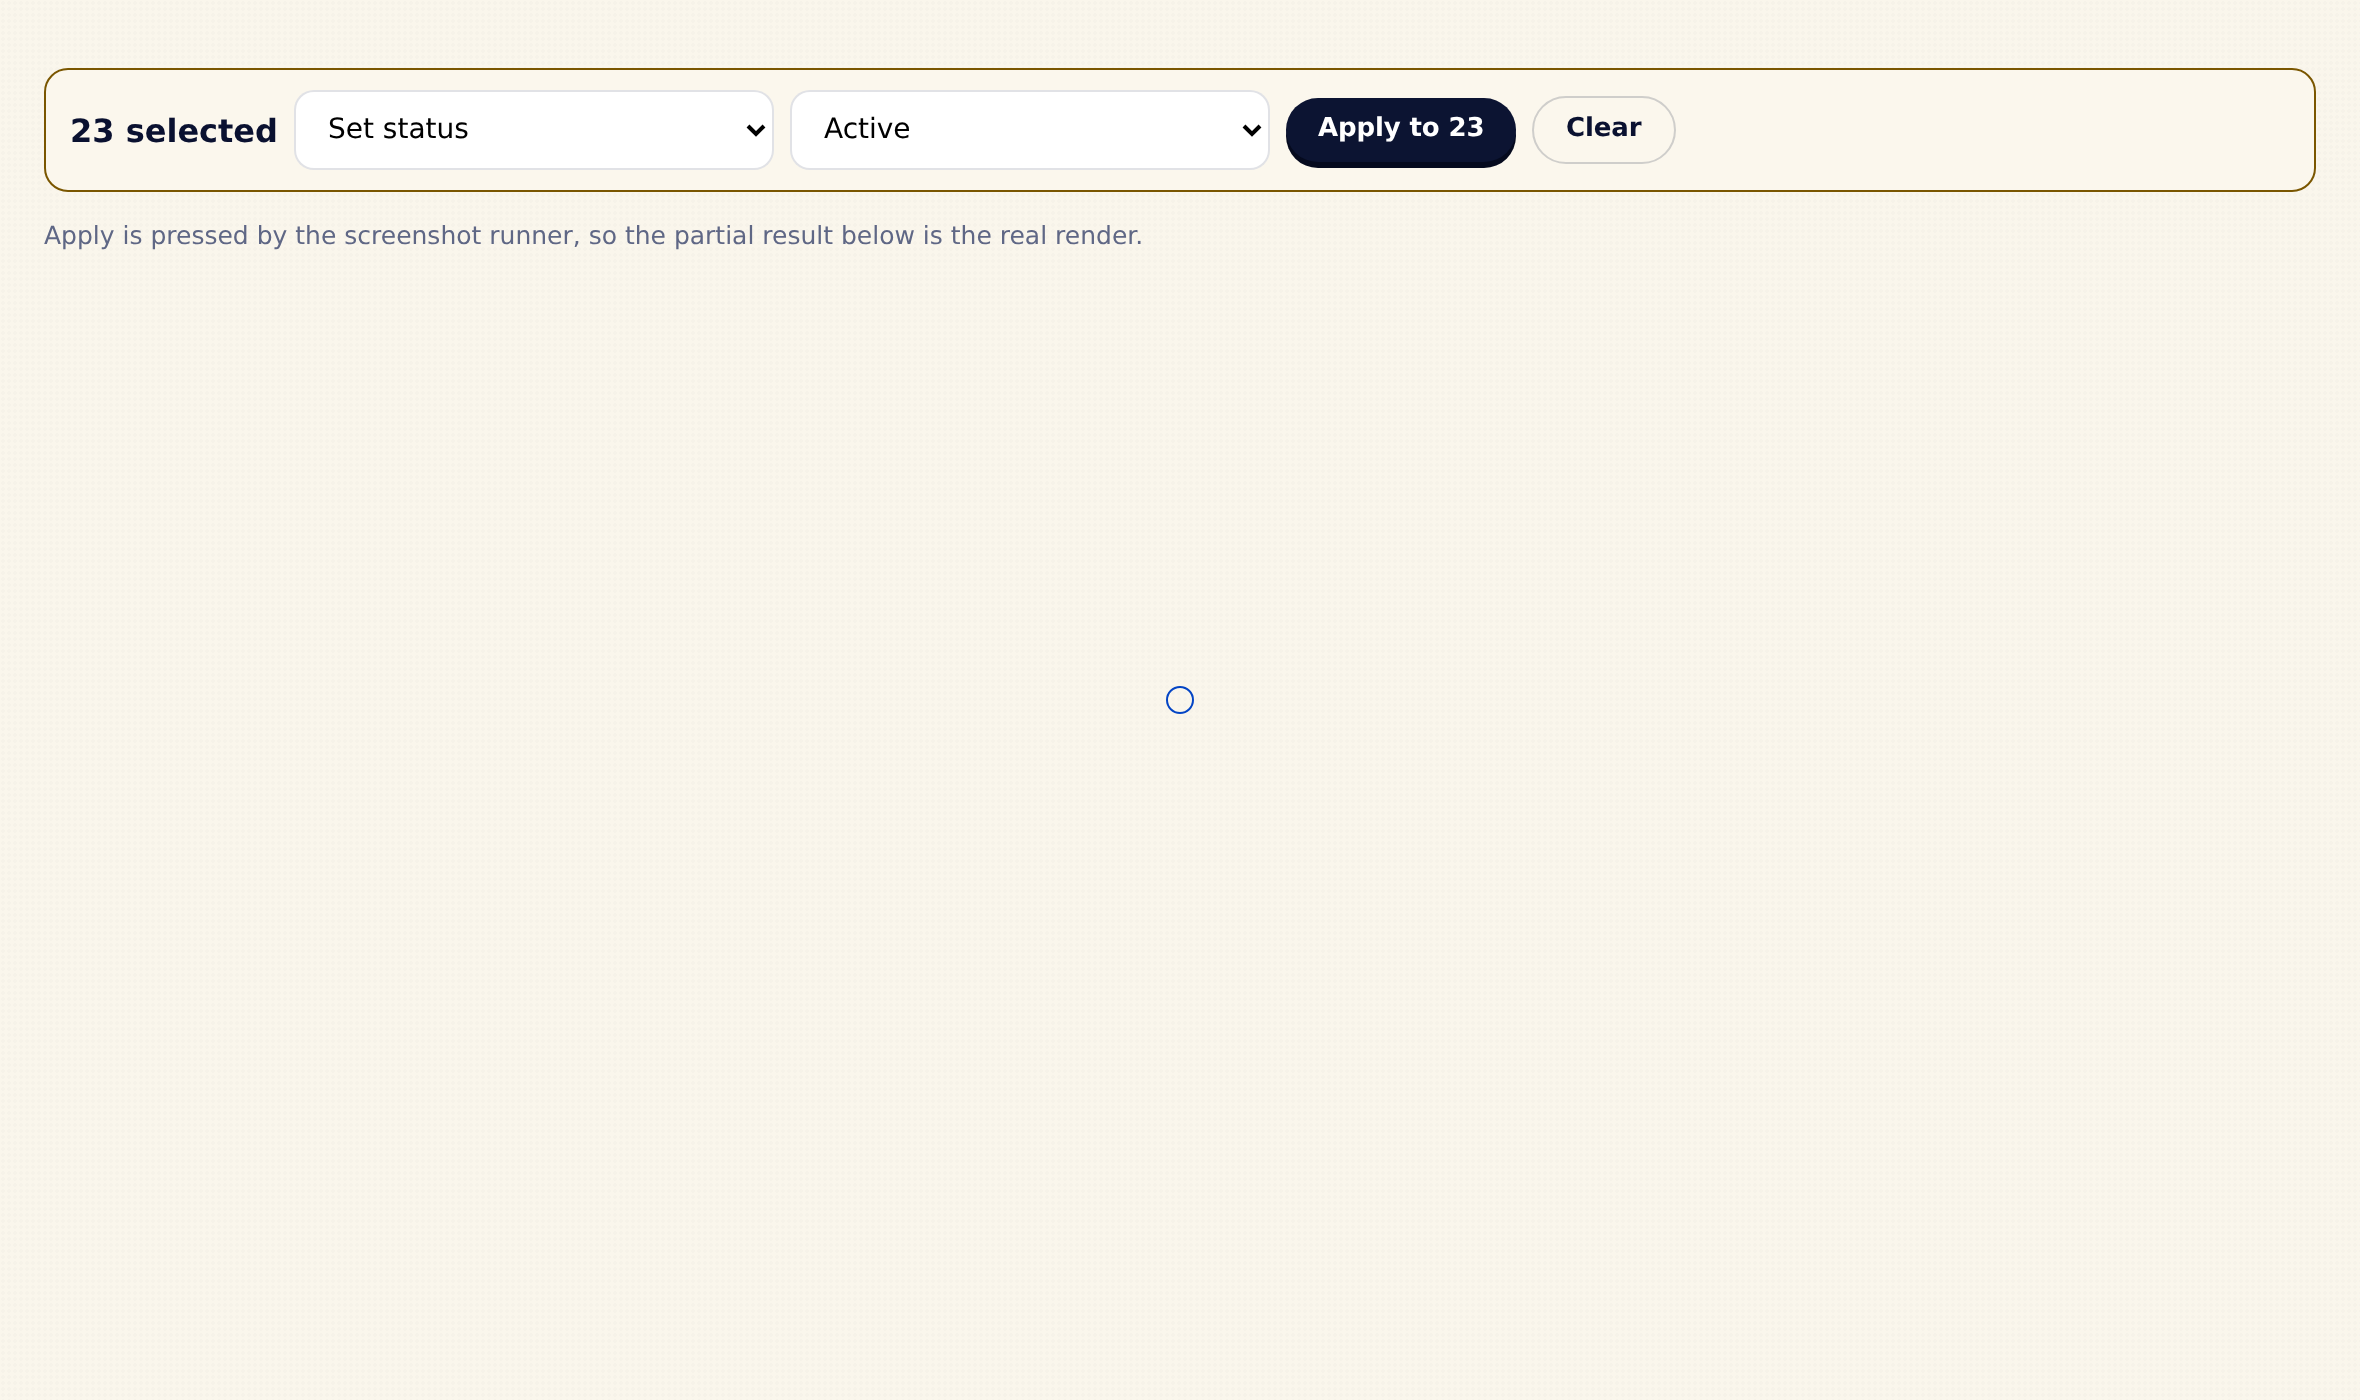 23 selected Set status Active Apply to 23 Clear
Apply is pressed by the screenshot runner, so the partial result below is the real render.